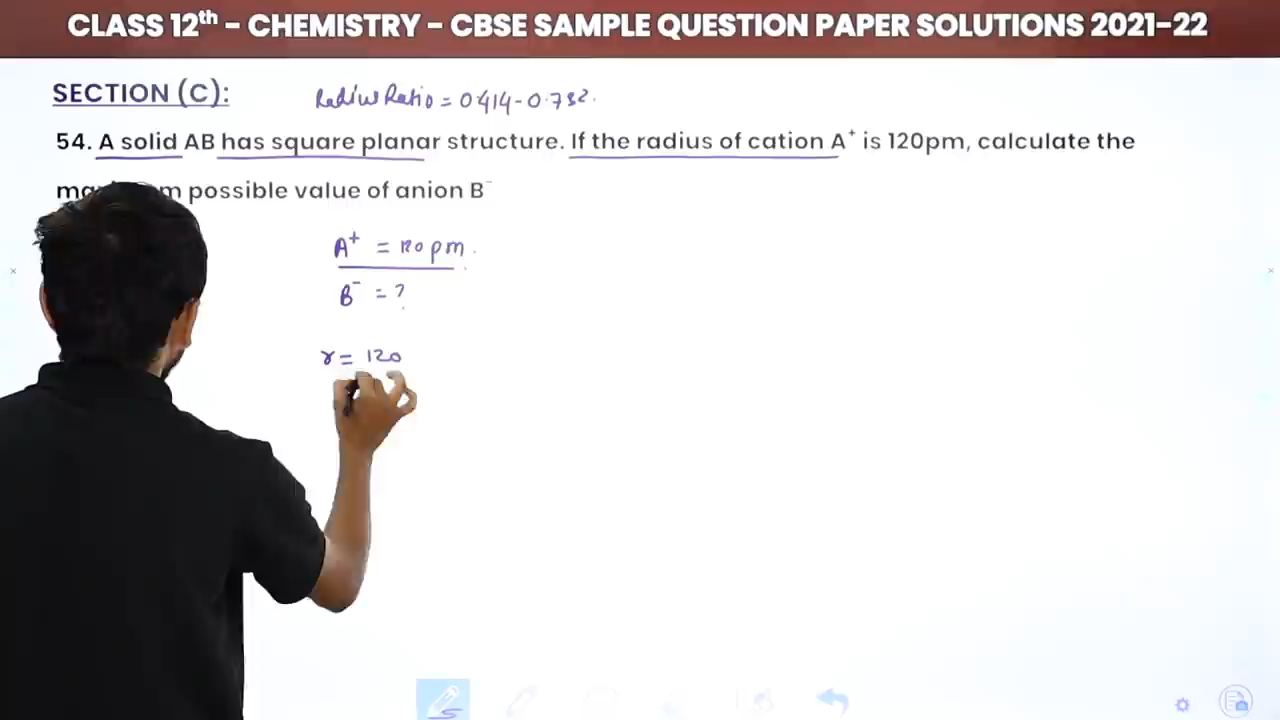 CLASS 12th - CHEMISTRY - CBSE SAMPLE QUESTION PAPER SOLUTIONS 2021-22
SECTION (C):
Radius Ratio = 0.414 - 0.732.
54. A solid AB has square planar structure. If the radius of cation A⁺ is 120pm, calculate the
possible value of anion B⁻
A⁺ = 120 pm.
B⁻ = ?
r = 120